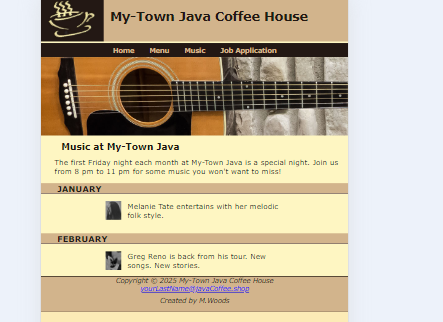 My-Town Java Coffee House
Home Menu Music Job Application
Music at My-Town Java
The first Friday night each month at My-Town Java is a special night. Join us
from 8 pm to 11 pm for some music you won't want to miss!
JANUARY
Melanie Tate entertains with her melodic
folk style.
FEBRUARY
Greg Reno is back from his tour. New
songs. New stories.
Copyright © 2025 My-Town Java Coffee House
yourLastName@javaCoffee.shop
Created by M.Woods